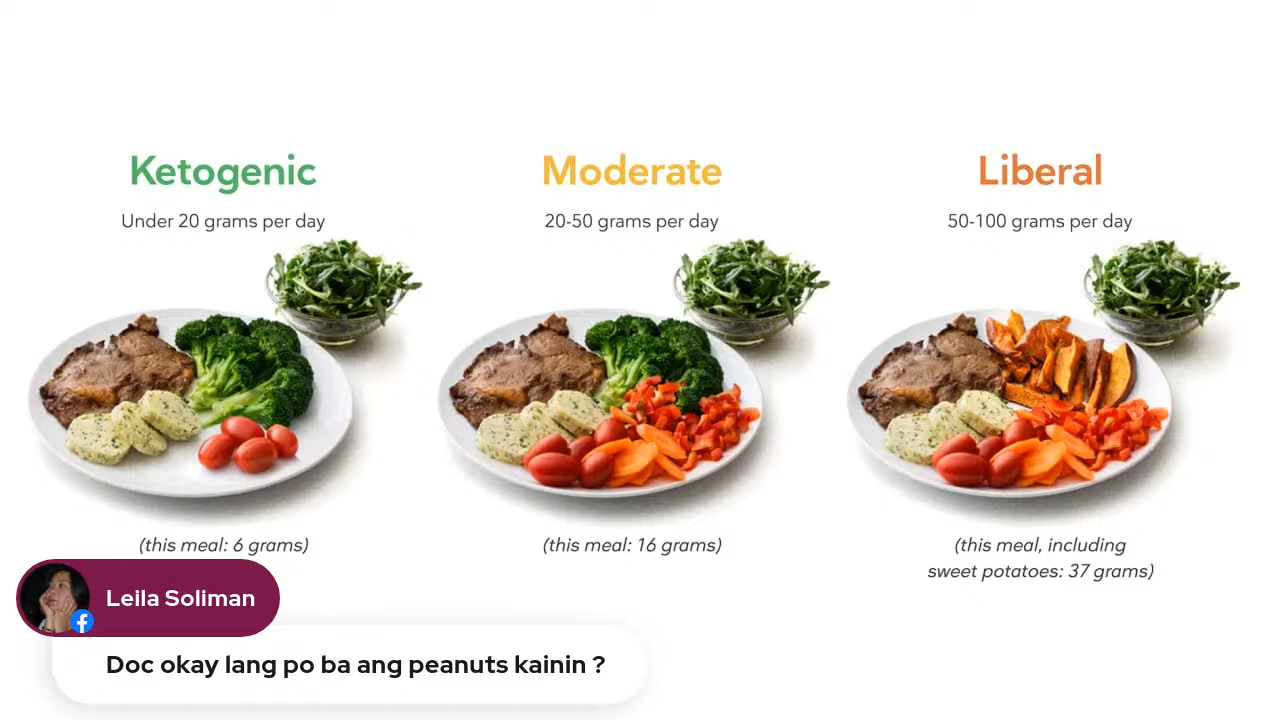 Ketogenic
Under 20 grams per day
(this meal: 6 grams)
Moderate
20-50 grams per day
(this meal: 16 grams)
Liberal
50-100 grams per day
(this meal, including
sweet potatoes: 37 grams)
Leila Soliman
Doc okay lang po ba ang peanuts kainin ?